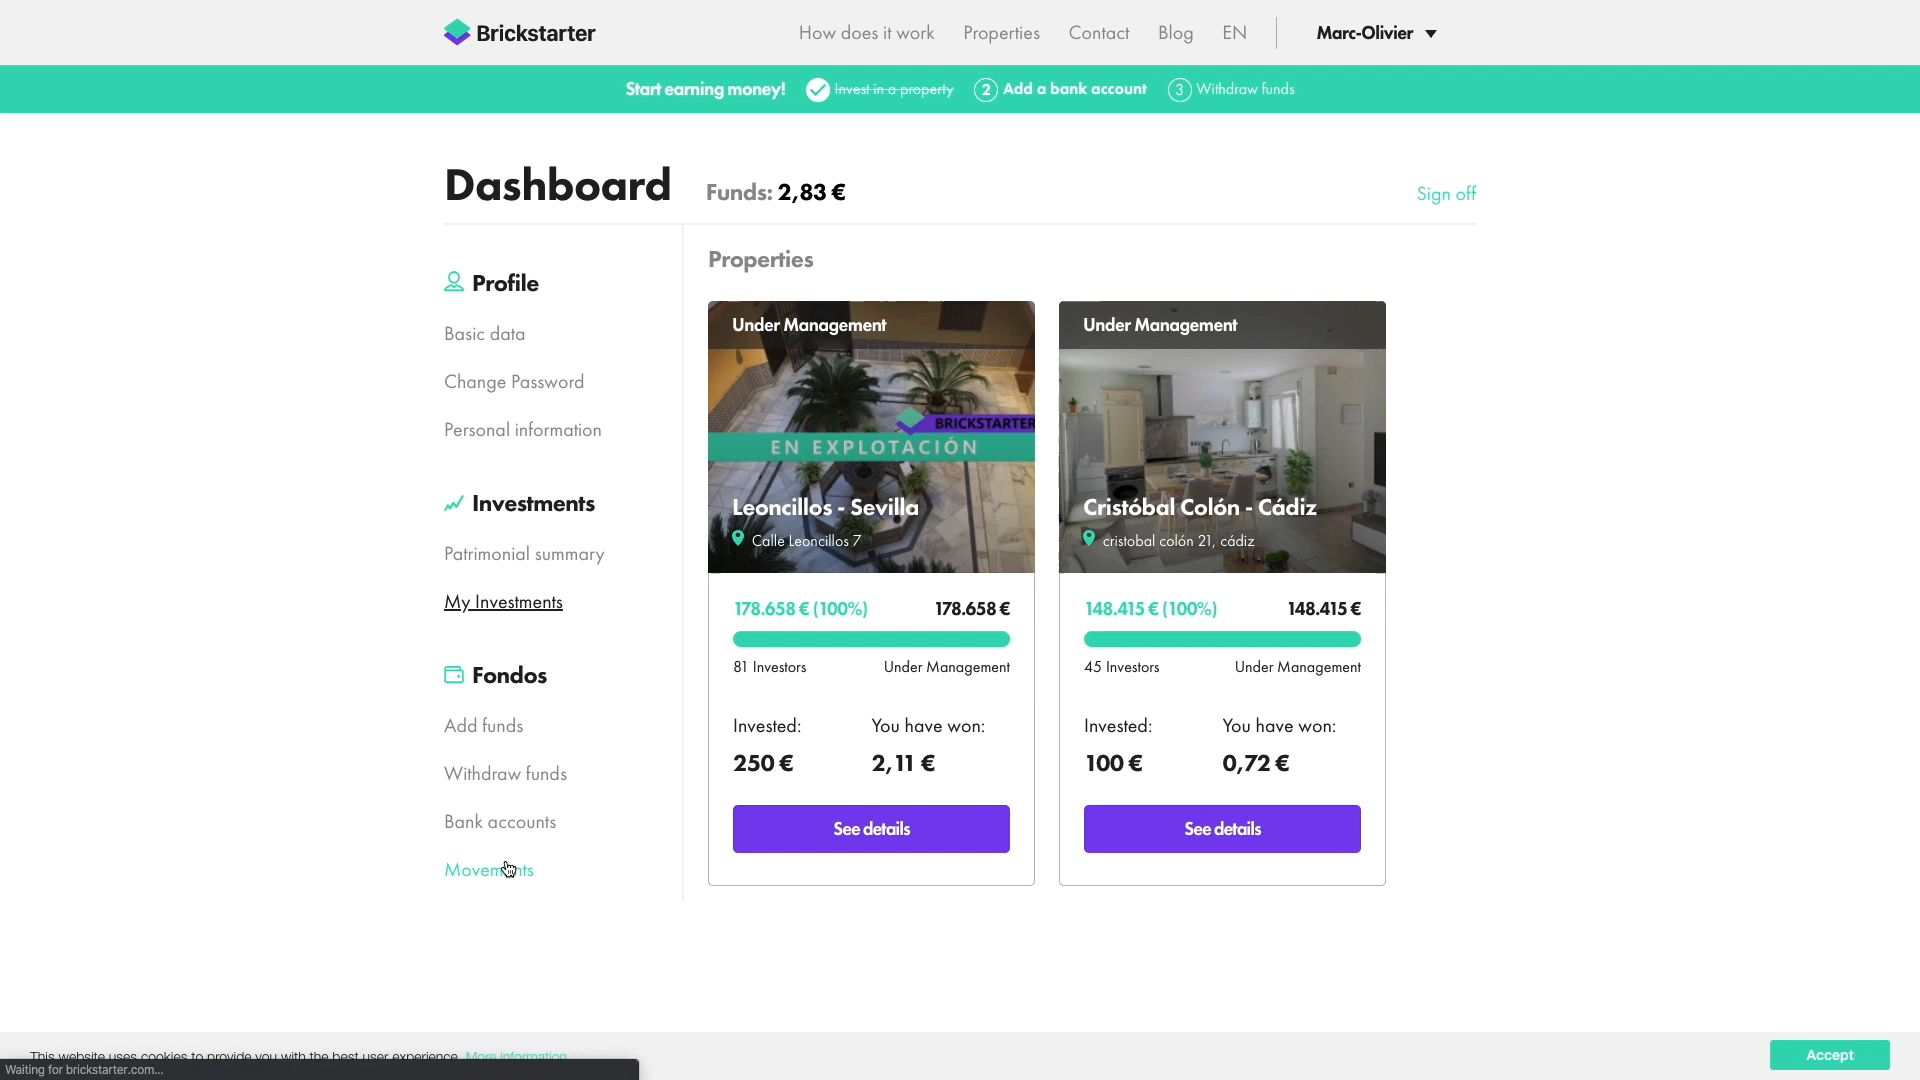 Brickstarter
How does it work
Properties
Contact
Blog
EN
Marc-Olivier
Start earning money!
Invest in a property
2 Add a bank account
3 Withdraw funds
Dashboard
Funds: 2,83 €
Sign off
Profile
Basic data
Change Password
Personal information
Investments
Patrimonial summary
My Investments
Fondos
Add funds
Withdraw funds
Bank accounts
Movements
Properties
Under Management
BRICKSTARTER
EN EXPLOTACIÓN
Leoncillos - Sevilla
Calle Leoncillos 7
178.658 € (100%)
178.658 €
81 Investors
Under Management
Invested:
You have won:
250 €
2,11 €
See details
Under Management
Cristóbal Colón - Cádiz
cristobal colón 21, cádiz
148.415 € (100%)
148.415 €
45 Investors
Under Management
Invested:
You have won:
100 €
0,72 €
See details
This website uses cookies to provide you with the best user experience. More information
Accept
Waiting for brickstarter.com...